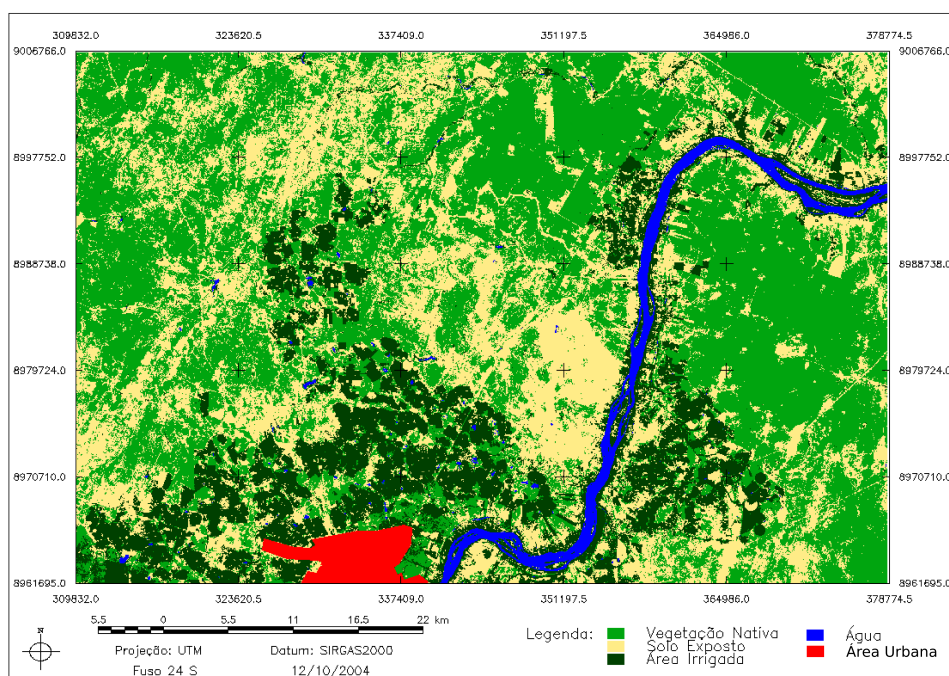 309832.0 323620.5 337409.0 351197.5 364986.0 378774.5
9006766.0 9006766.0
8997752.0 8997752.0
8988738.0 8988738.0
8979724.0 8979724.0
8970710.0 8970710.0
8961695.0 8961695.0
309832.0 323620.5 337409.0 351197.5 364986.0 378774.5
5.5 0 5.5 11 16.5 22 km
N
Projeção: UTM Datum: SIRGAS2000
Fuso 24 S 12/10/2004
Legenda: Vegetação Nativa Água
Solo Exposto Área Urbana
Área Irrigada